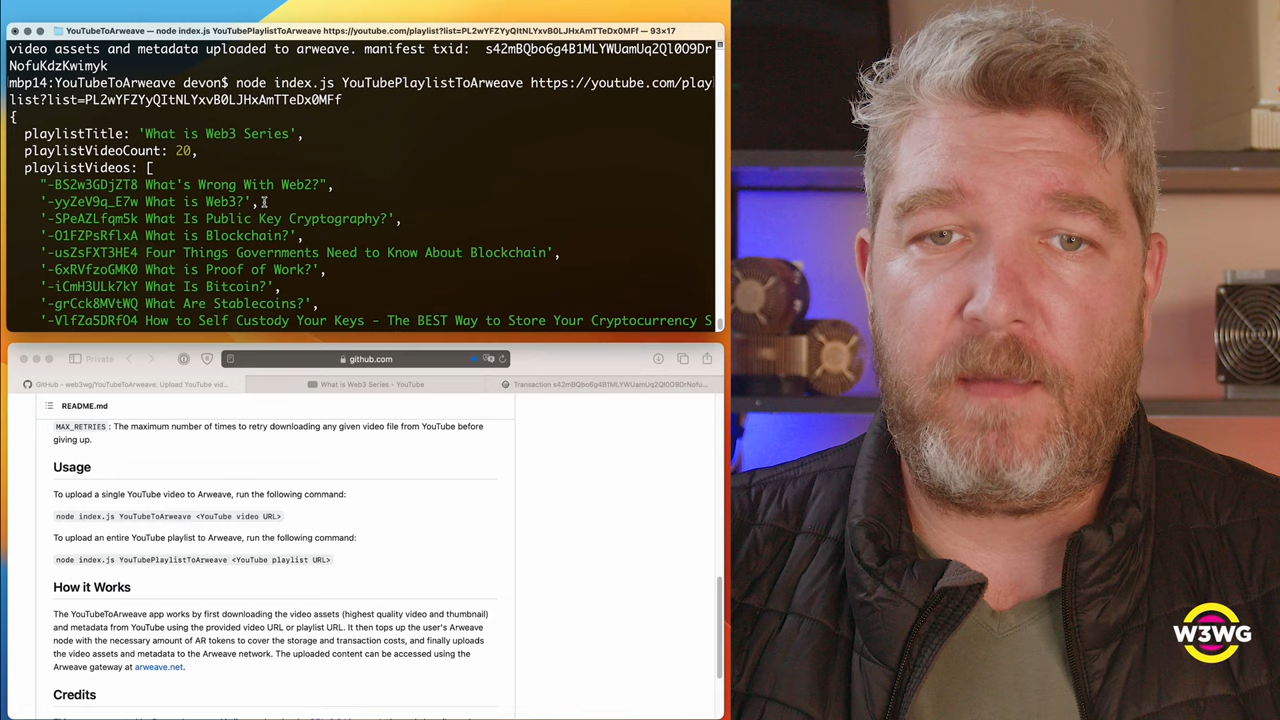 YouTubeToArweave — node index.js YouTubePlaylistToArweave https://youtube.com/playlist?list=PL2wYFZYyQItNLYxvB0LJHxAmTTeDx0MFf — 93×17
video assets and metadata uploaded to arweave. manifest txid:  s42mBQbo6g4B1MLYWUamUq2Ql0O9Dr
NofuKdzKwimyk
mbp14:YouTubeToArweave devon$ node index.js YouTubePlaylistToArweave https://youtube.com/play
list?list=PL2wYFZYyQItNLYxvB0LJHxAmTTeDx0MFf
{
playlistTitle: 'What is Web3 Series',
playlistVideoCount: 20,
playlistVideos: [
"-BS2w3GDjZT8 What's Wrong With Web2?",
'-yyZeV9q_E7w What is Web3?',
'-SPeAZLfqm5k What Is Public Key Cryptography?',
'-O1FZPsRflxA What is Blockchain?',
'-usZsFXT3HE4 Four Things Governments Need to Know About Blockchain',
'-6xRVfzoGMK0 What is Proof of Work?',
'-iCmH3ULk7kY What Is Bitcoin?',
'-grCck8MVtWQ What Are Stablecoins?',
'-VlfZa5DRfO4 How to Self Custody Your Keys - The BEST Way to Store Your Cryptocurrency S
Private
github.com
GitHub - web3wg/YouTubeToArweave: Upload YouTube vid...
What is Web3 Series - YouTube
Transaction s42mBQbo6g4B1MLYWUamUq2Ql0O9DrNofu...
README.md
MAX_RETRIES : The maximum number of times to retry downloading any given video file from YouTube before
giving up.
Usage
To upload a single YouTube video to Arweave, run the following command:
node index.js YouTubeToArweave <YouTube video URL>
To upload an entire YouTube playlist to Arweave, run the following command:
node index.js YouTubePlaylistToArweave <YouTube playlist URL>
How it Works
The YouTubeToArweave app works by first downloading the video assets (highest quality video and thumbnail)
and metadata from YouTube using the provided video URL or playlist URL. It then tops up the user's Arweave
node with the necessary amount of AR tokens to cover the storage and transaction costs, and finally uploads
the video assets and metadata to the Arweave network. The uploaded content can be accessed using the
Arweave gateway at arweave.net.
Credits
W3WG